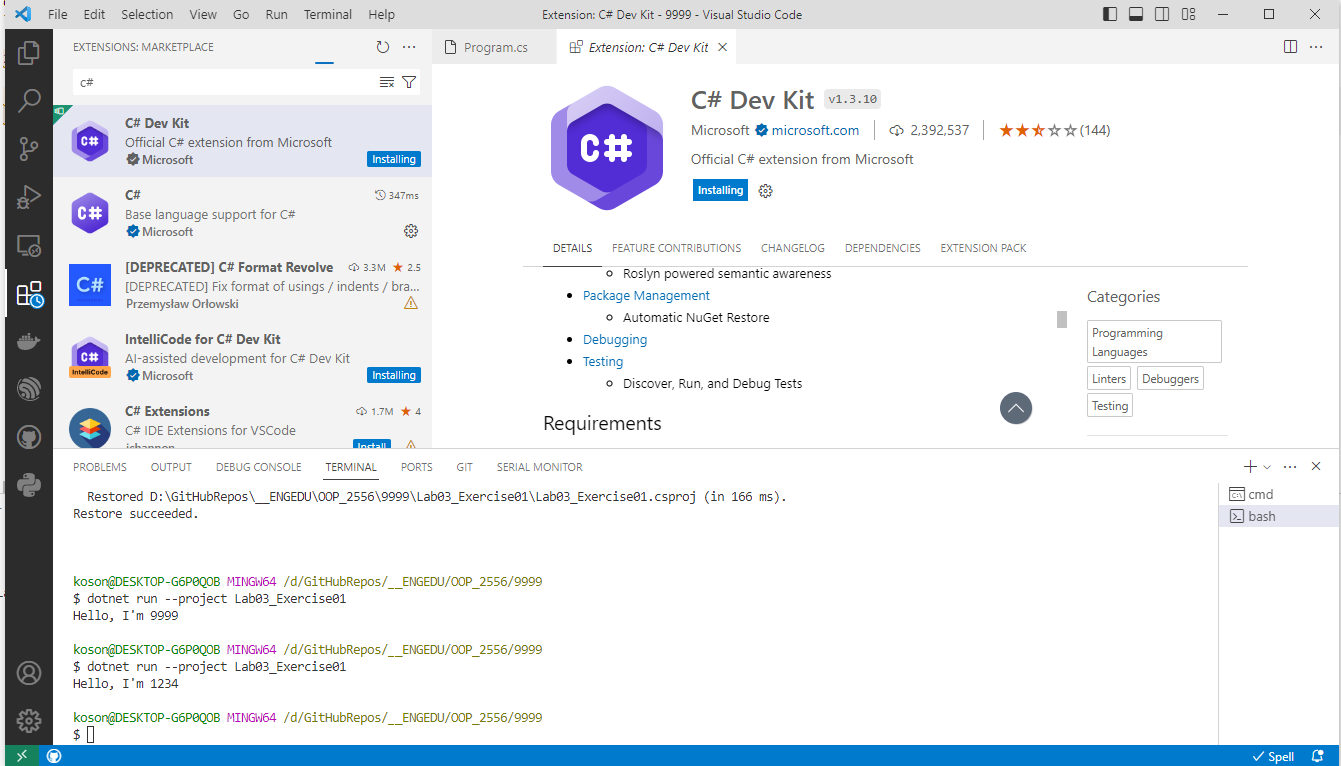 File Edit Selection View Go Run Terminal Help
Extension: C# Dev Kit - 9999 - Visual Studio Code
EXTENSIONS: MARKETPLACE
c#
C# Dev Kit
Official C# extension from Microsoft
Microsoft
Installing
C#
347ms
Base language support for C#
Microsoft
[DEPRECATED] C# Format Revolve
3.3M 2.5
[DEPRECATED] Fix format of usings / indents / bra...
Przemysław Orłowski
IntelliCode for C# Dev Kit
AI-assisted development for C# Dev Kit
IntelliCode
Microsoft
Installing
C# Extensions
1.7M 4
C# IDE Extensions for VSCode
jchannon
Install
Program.cs
Extension: C# Dev Kit
C#
C# Dev Kit v1.3.10
Microsoft microsoft.com 2,392,537 (144)
Official C# extension from Microsoft
Installing
DETAILS FEATURE CONTRIBUTIONS CHANGELOG DEPENDENCIES EXTENSION PACK
Roslyn powered semantic awareness
Package Management
Automatic NuGet Restore
Debugging
Testing
Discover, Run, and Debug Tests
Requirements
Categories
Programming
Languages
Linters Debuggers
Testing
PROBLEMS OUTPUT DEBUG CONSOLE TERMINAL PORTS GIT SERIAL MONITOR
Restored D:\GitHubRepos\__ENGEDU\OOP_2556\9999\Lab03_Exercise01\Lab03_Exercise01.csproj (in 166 ms).
Restore succeeded.
koson@DESKTOP-G6P0QOB MINGW64 /d/GitHubRepos/__ENGEDU/OOP_2556/9999
$ dotnet run --project Lab03_Exercise01
Hello, I'm 9999
koson@DESKTOP-G6P0QOB MINGW64 /d/GitHubRepos/__ENGEDU/OOP_2556/9999
$ dotnet run --project Lab03_Exercise01
Hello, I'm 1234
koson@DESKTOP-G6P0QOB MINGW64 /d/GitHubRepos/__ENGEDU/OOP_2556/9999
$
cmd
bash
Spell